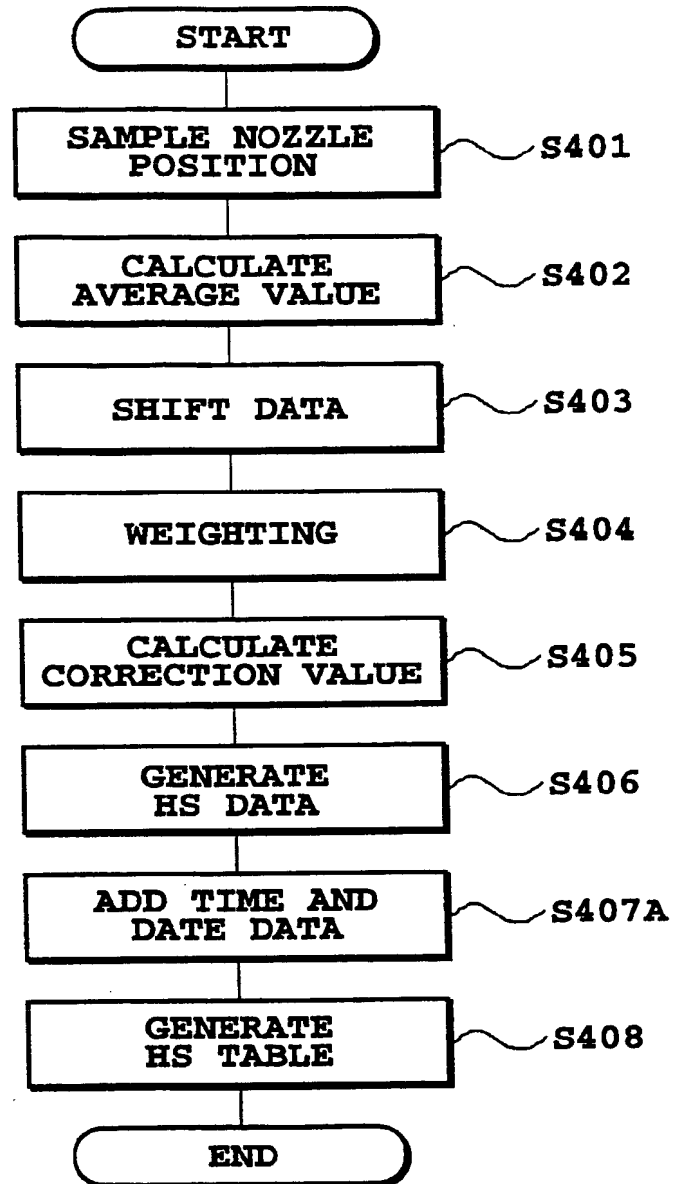 START
SAMPLE NOZZLE
POSITION
S401
CALCULATE
AVERAGE VALUE
S402
SHIFT DATA
S403
WEIGHTING
S404
CALCULATE
CORRECTION VALUE
S405
GENERATE
HS DATA
S406
ADD TIME AND
DATE DATA
S407A
GENERATE
HS TABLE
S408
END